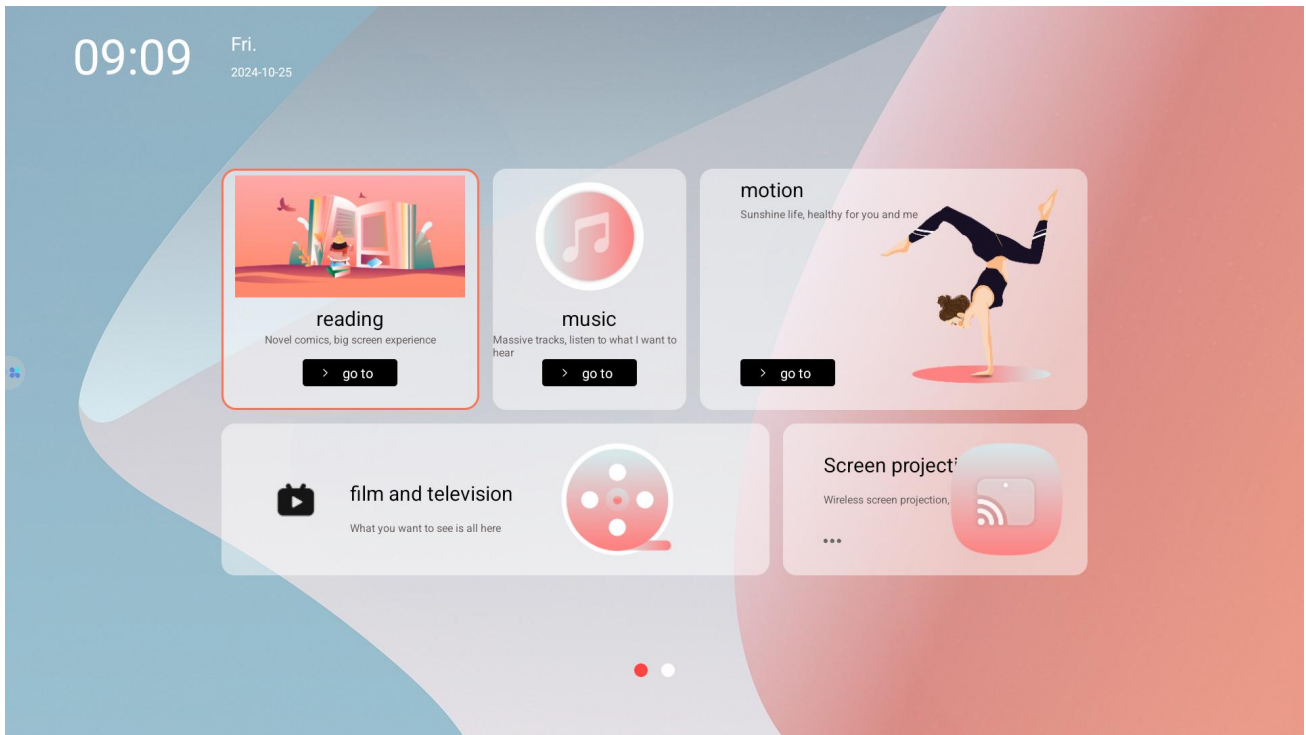 09:09
Fri.
2024-10-25
reading
Novel comics, big screen experience
go to
music
Massive tracks, listen to what I want to
hear
go to
motion
Sunshine life, healthy for you and me
go to
film and television
What you want to see is all here
Screen projecti
Wireless screen projection,